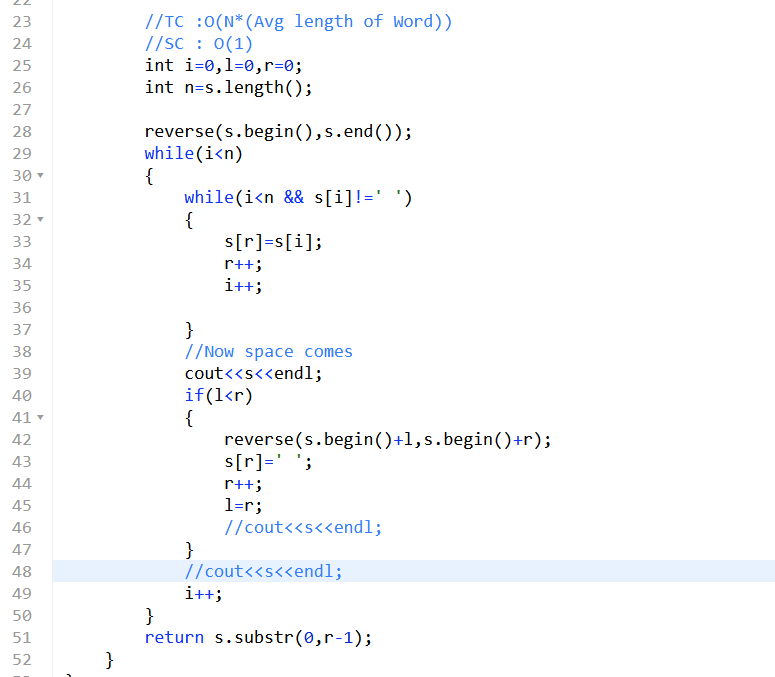 22
23 //TC :O(N*(Avg length of Word))
24 //SC : O(1)
25 int i=0,l=0,r=0;
26 int n=s.length();
27
28 reverse(s.begin(),s.end());
29 while(i<n)
30 {
31 while(i<n && s[i]!=' ')
32 {
33 s[r]=s[i];
34 r++;
35 i++;
36
37 }
38 //Now space comes
39 cout<<s<<endl;
40 if(l<r)
41 {
42 reverse(s.begin()+l,s.begin()+r);
43 s[r]=' ';
44 r++;
45 l=r;
46 //cout<<s<<endl;
47 }
48 //cout<<s<<endl;
49 i++;
50 }
51 return s.substr(0,r-1);
52 }